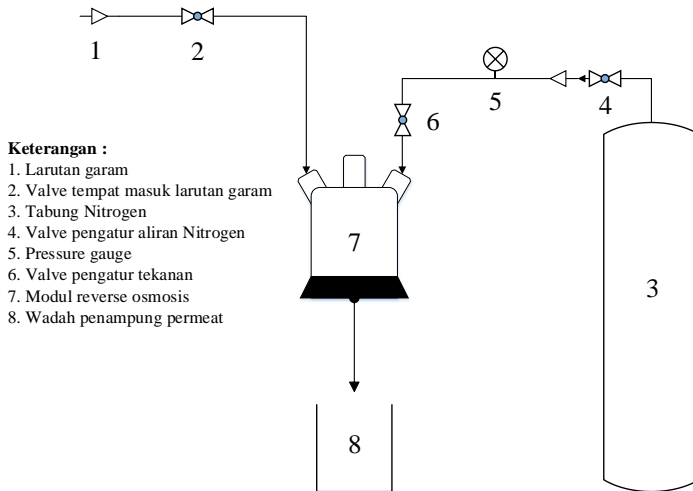 1
2
4
5
6
Keterangan :
1. Larutan garam
2. Valve tempat masuk larutan garam
3. Tabung Nitrogen
4. Valve pengatur aliran Nitrogen
5. Pressure gauge
6. Valve pengatur tekanan
7. Modul reverse osmosis
8. Wadah penampung permeat
7
3
8